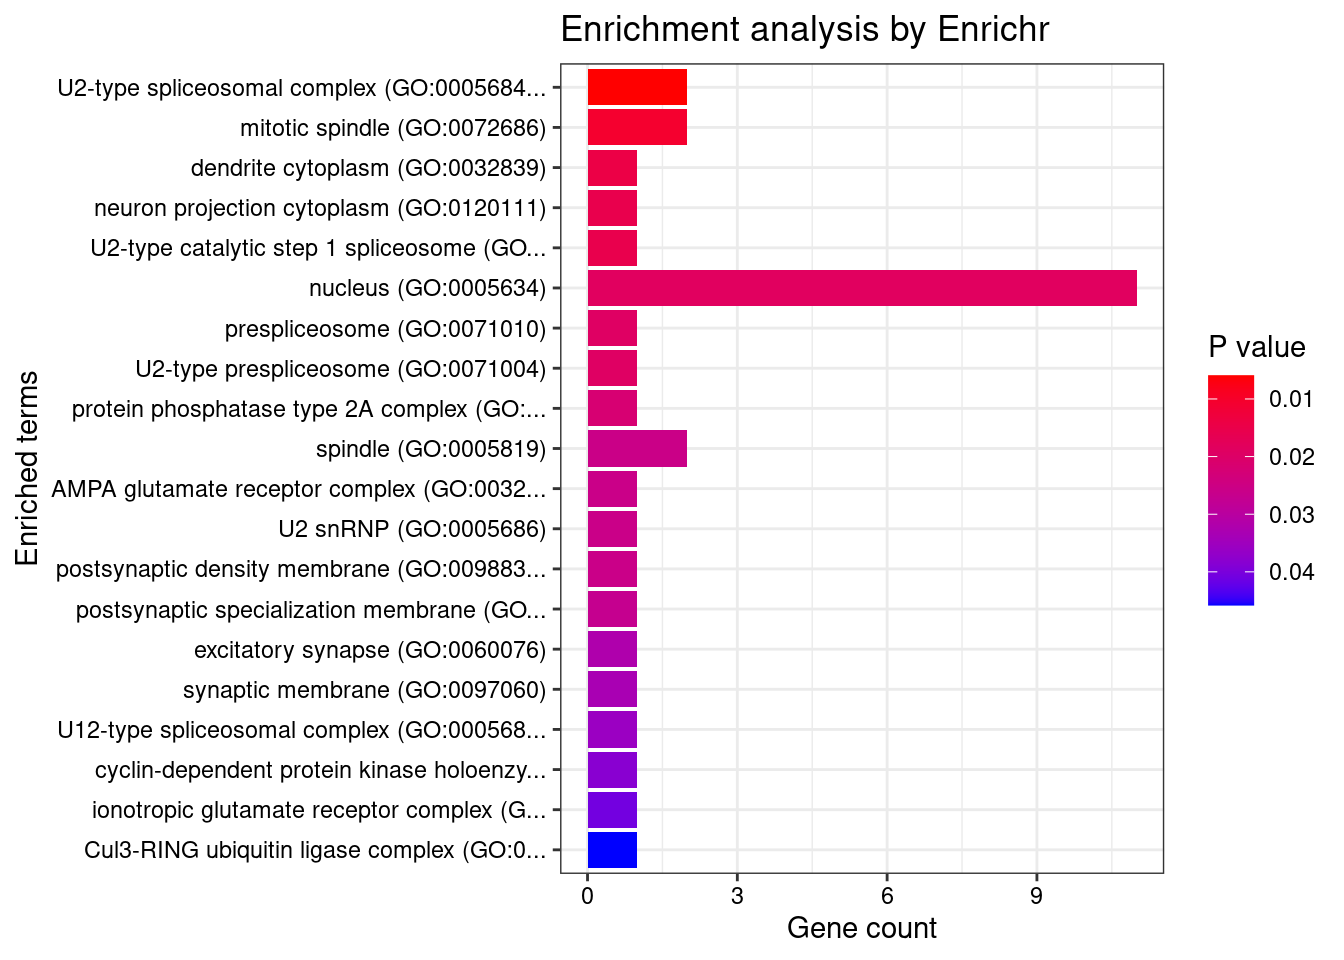 Enrichment analysis by Enrichr
U2-type spliceosomal complex (GO:0005684...
mitotic spindle (GO:0072686)
dendrite cytoplasm (GO:0032839)
neuron projection cytoplasm (GO:0120111)
U2-type catalytic step 1 spliceosome (GO...
nucleus (GO:0005634)
prespliceosome (GO:0071010)
U2-type prespliceosome (GO:0071004)
protein phosphatase type 2A complex (GO:...
spindle (GO:0005819)
AMPA glutamate receptor complex (GO:0032...
U2 snRNP (GO:0005686)
postsynaptic density membrane (GO:009883...
postsynaptic specialization membrane (GO...
excitatory synapse (GO:0060076)
synaptic membrane (GO:0097060)
U12-type spliceosomal complex (GO:000568...
cyclin-dependent protein kinase holoenzy...
ionotropic glutamate receptor complex (G...
Cul3-RING ubiquitin ligase complex (GO:0...
Enriched terms
0 3 6 9
Gene count
P value
0.01
0.02
0.03
0.04